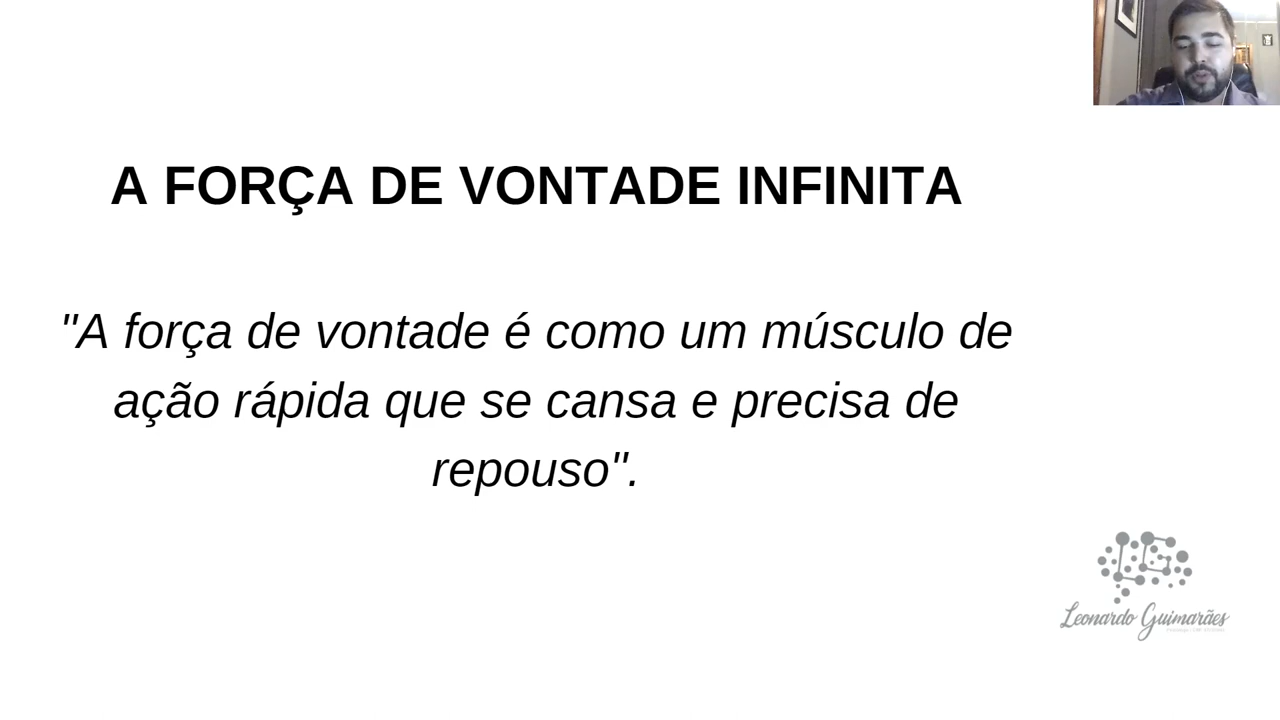 A FORÇA DE VONTADE INFINITA
"A força de vontade é como um músculo de
ação rápida que se cansa e precisa de
repouso".
Leonardo Guimarães